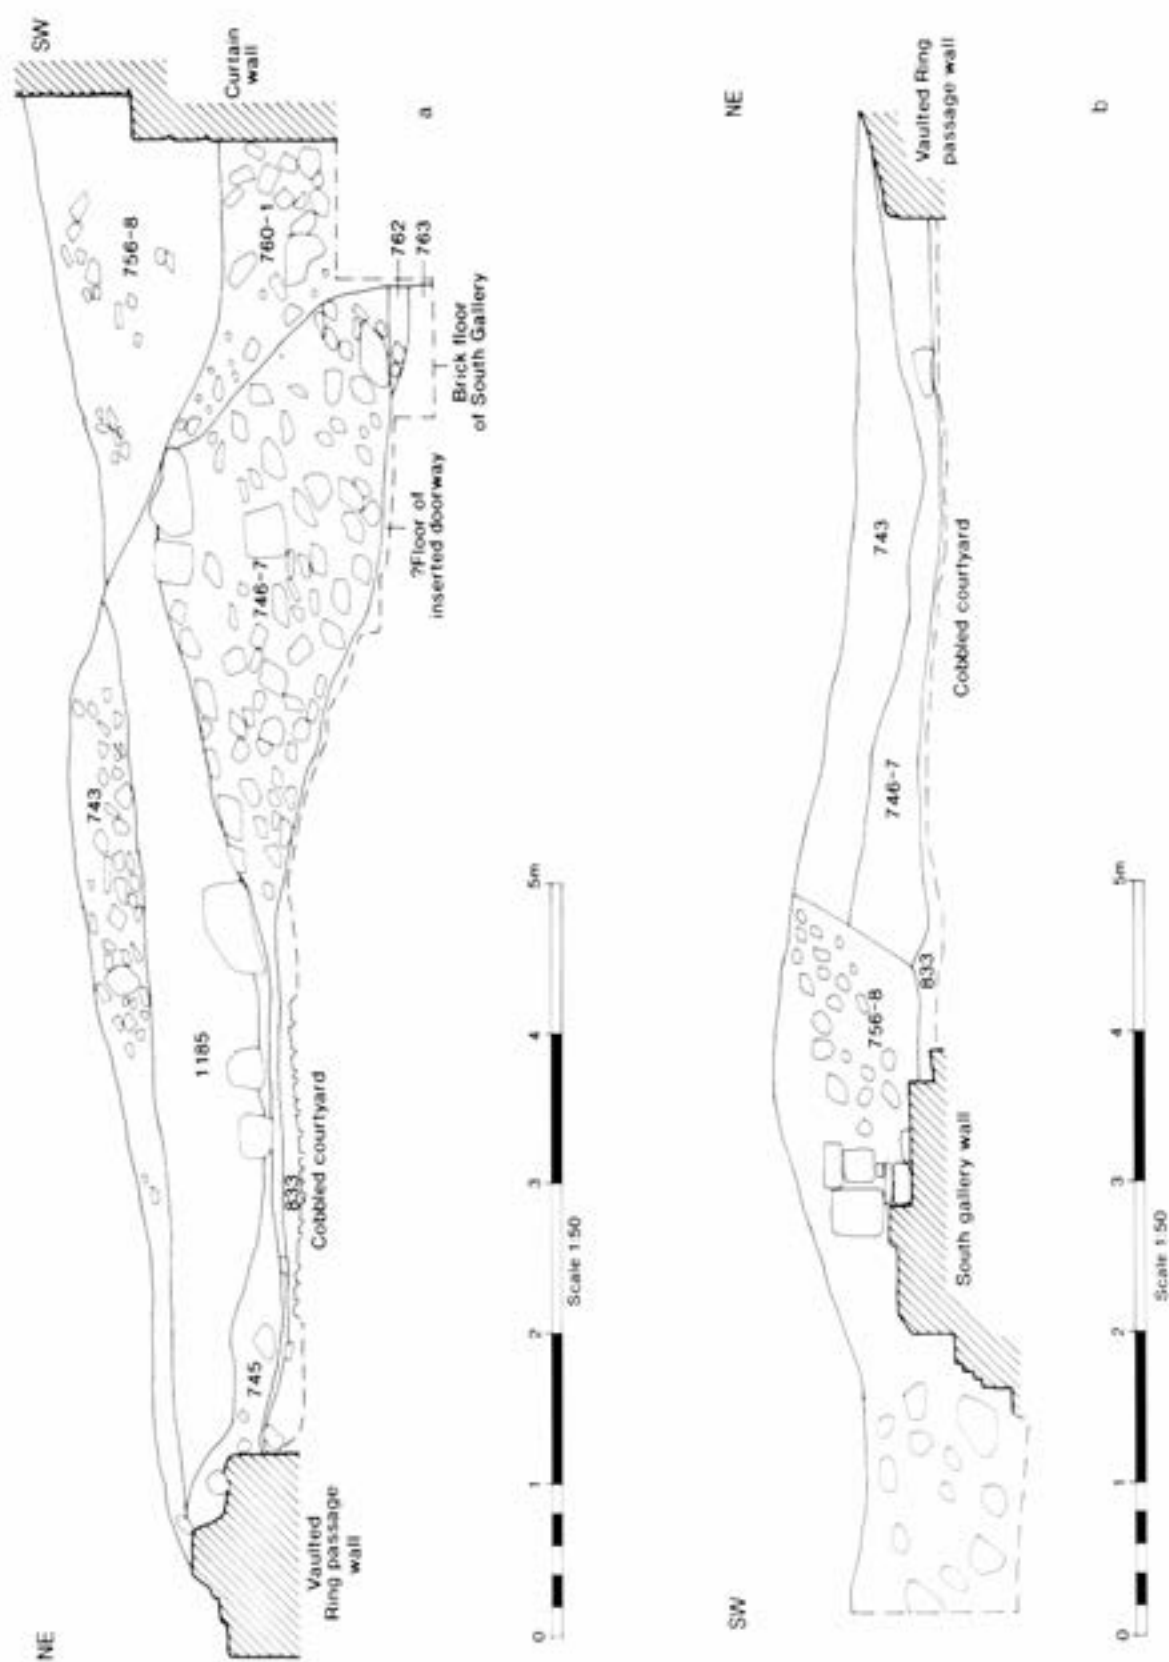 NE
SW
743
756-8
1185
760-1
746-7
745
833
762
763
Curtain
wall
Vaulted
Ring passage
wall
Cobbled courtyard
?Floor of
inserted doorway
Brick floor
of South Gallery
a
0
1
2
3
4
5m
Scale 1:50
SW
NE
756-8
743
746-7
833
Vaulted Ring
passage wall
South gallery wall
Cobbled courtyard
b
0
1
2
3
4
5m
Scale 1:50